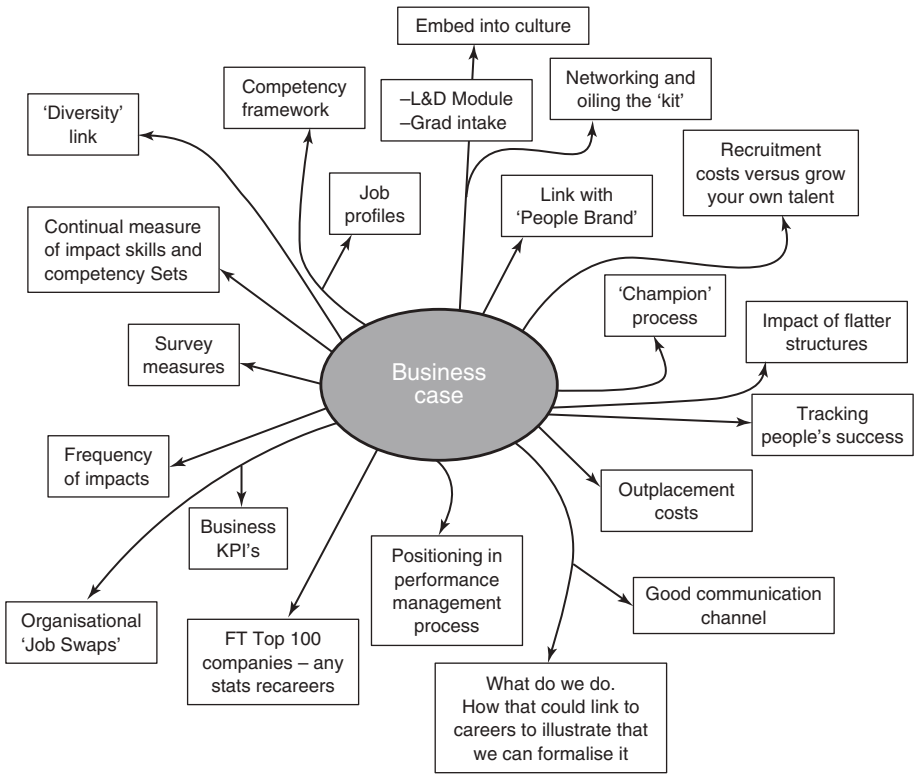 Embed into culture
–L&D Module
–Grad intake
Networking and
oiling the ‘kit’
Competency
framework
‘Diversity’
link
Recruitment
costs versus grow
your own talent
Job
profiles
Link with
‘People Brand’
Continual measure
of impact skills and
competency Sets
‘Champion’
process
Impact of flatter
structures
Survey
measures
Business
case
Tracking
people’s success
Frequency
of impacts
Outplacement
costs
Business
KPI’s
Positioning in
performance
management
process
Good communication
channel
Organisational
‘Job Swaps’
FT Top 100
companies – any
stats recareers
What do we do.
How that could link to
careers to illustrate that
we can formalise it